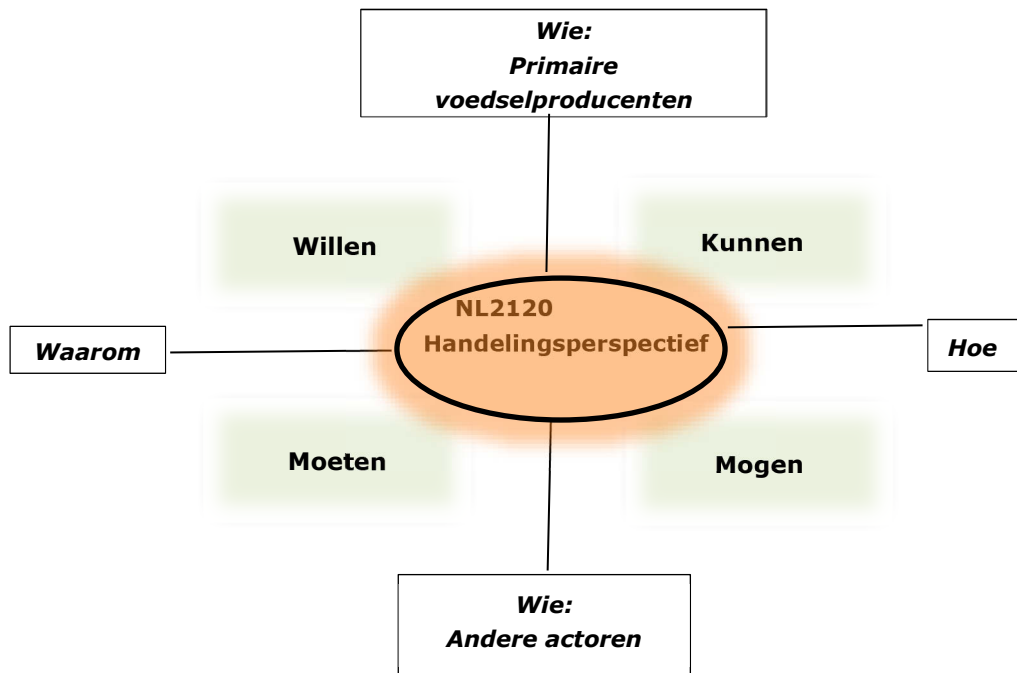 Wie:
Primaire
voedselproducenten
Willen
Kunnen
NL2120
Handelingsperspectief
Waarom
Hoe
Moeten
Mogen
Wie:
Andere actoren